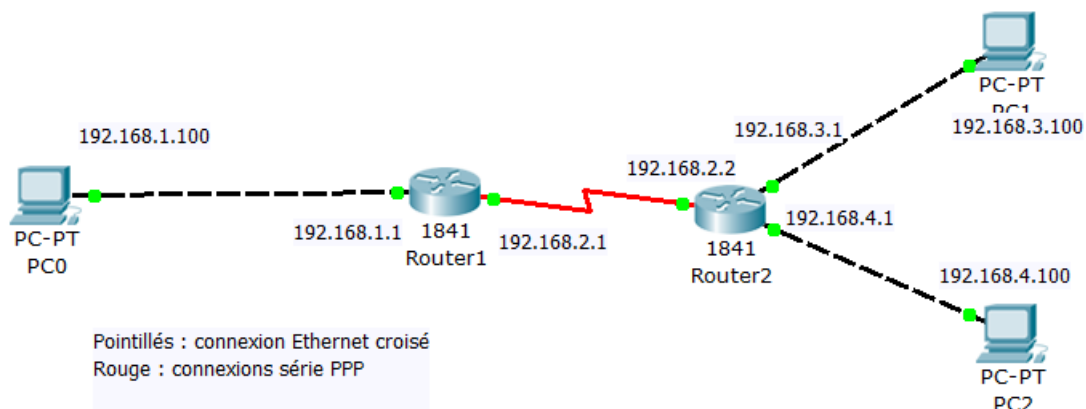 PC-PT
PC1
192.168.3.100
192.168.1.100
192.168.3.1
192.168.2.2
192.168.4.1
192.168.1.1
192.168.2.1
PC-PT
PC0
1841
Router1
1841
Router2
192.168.4.100
PC-PT
PC2
Pointillés : connexion Ethernet croisé
Rouge : connexions série PPP